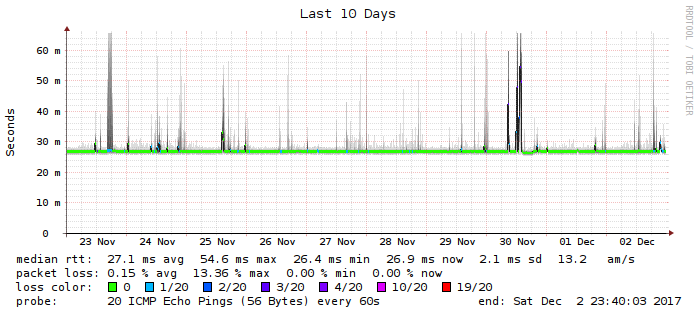 Last 10 Days
RRDTOOL / TOBI OETIKER
Seconds
60 m
50 m
40 m
30 m
20 m
10 m
0
23 Nov 24 Nov 25 Nov 26 Nov 27 Nov 28 Nov 29 Nov 30 Nov 01 Dec 02 Dec
median rtt: 27.1 ms avg 54.6 ms max 26.4 ms min 26.9 ms now 2.1 ms sd 13.2 am/s
packet loss: 0.15 % avg 13.36 % max 0.00 % min 0.00 % now
loss color: 0 1/20 2/20 3/20 4/20 10/20 19/20
probe: 20 ICMP Echo Pings (56 Bytes) every 60s end: Sat Dec 2 23:40:03 2017